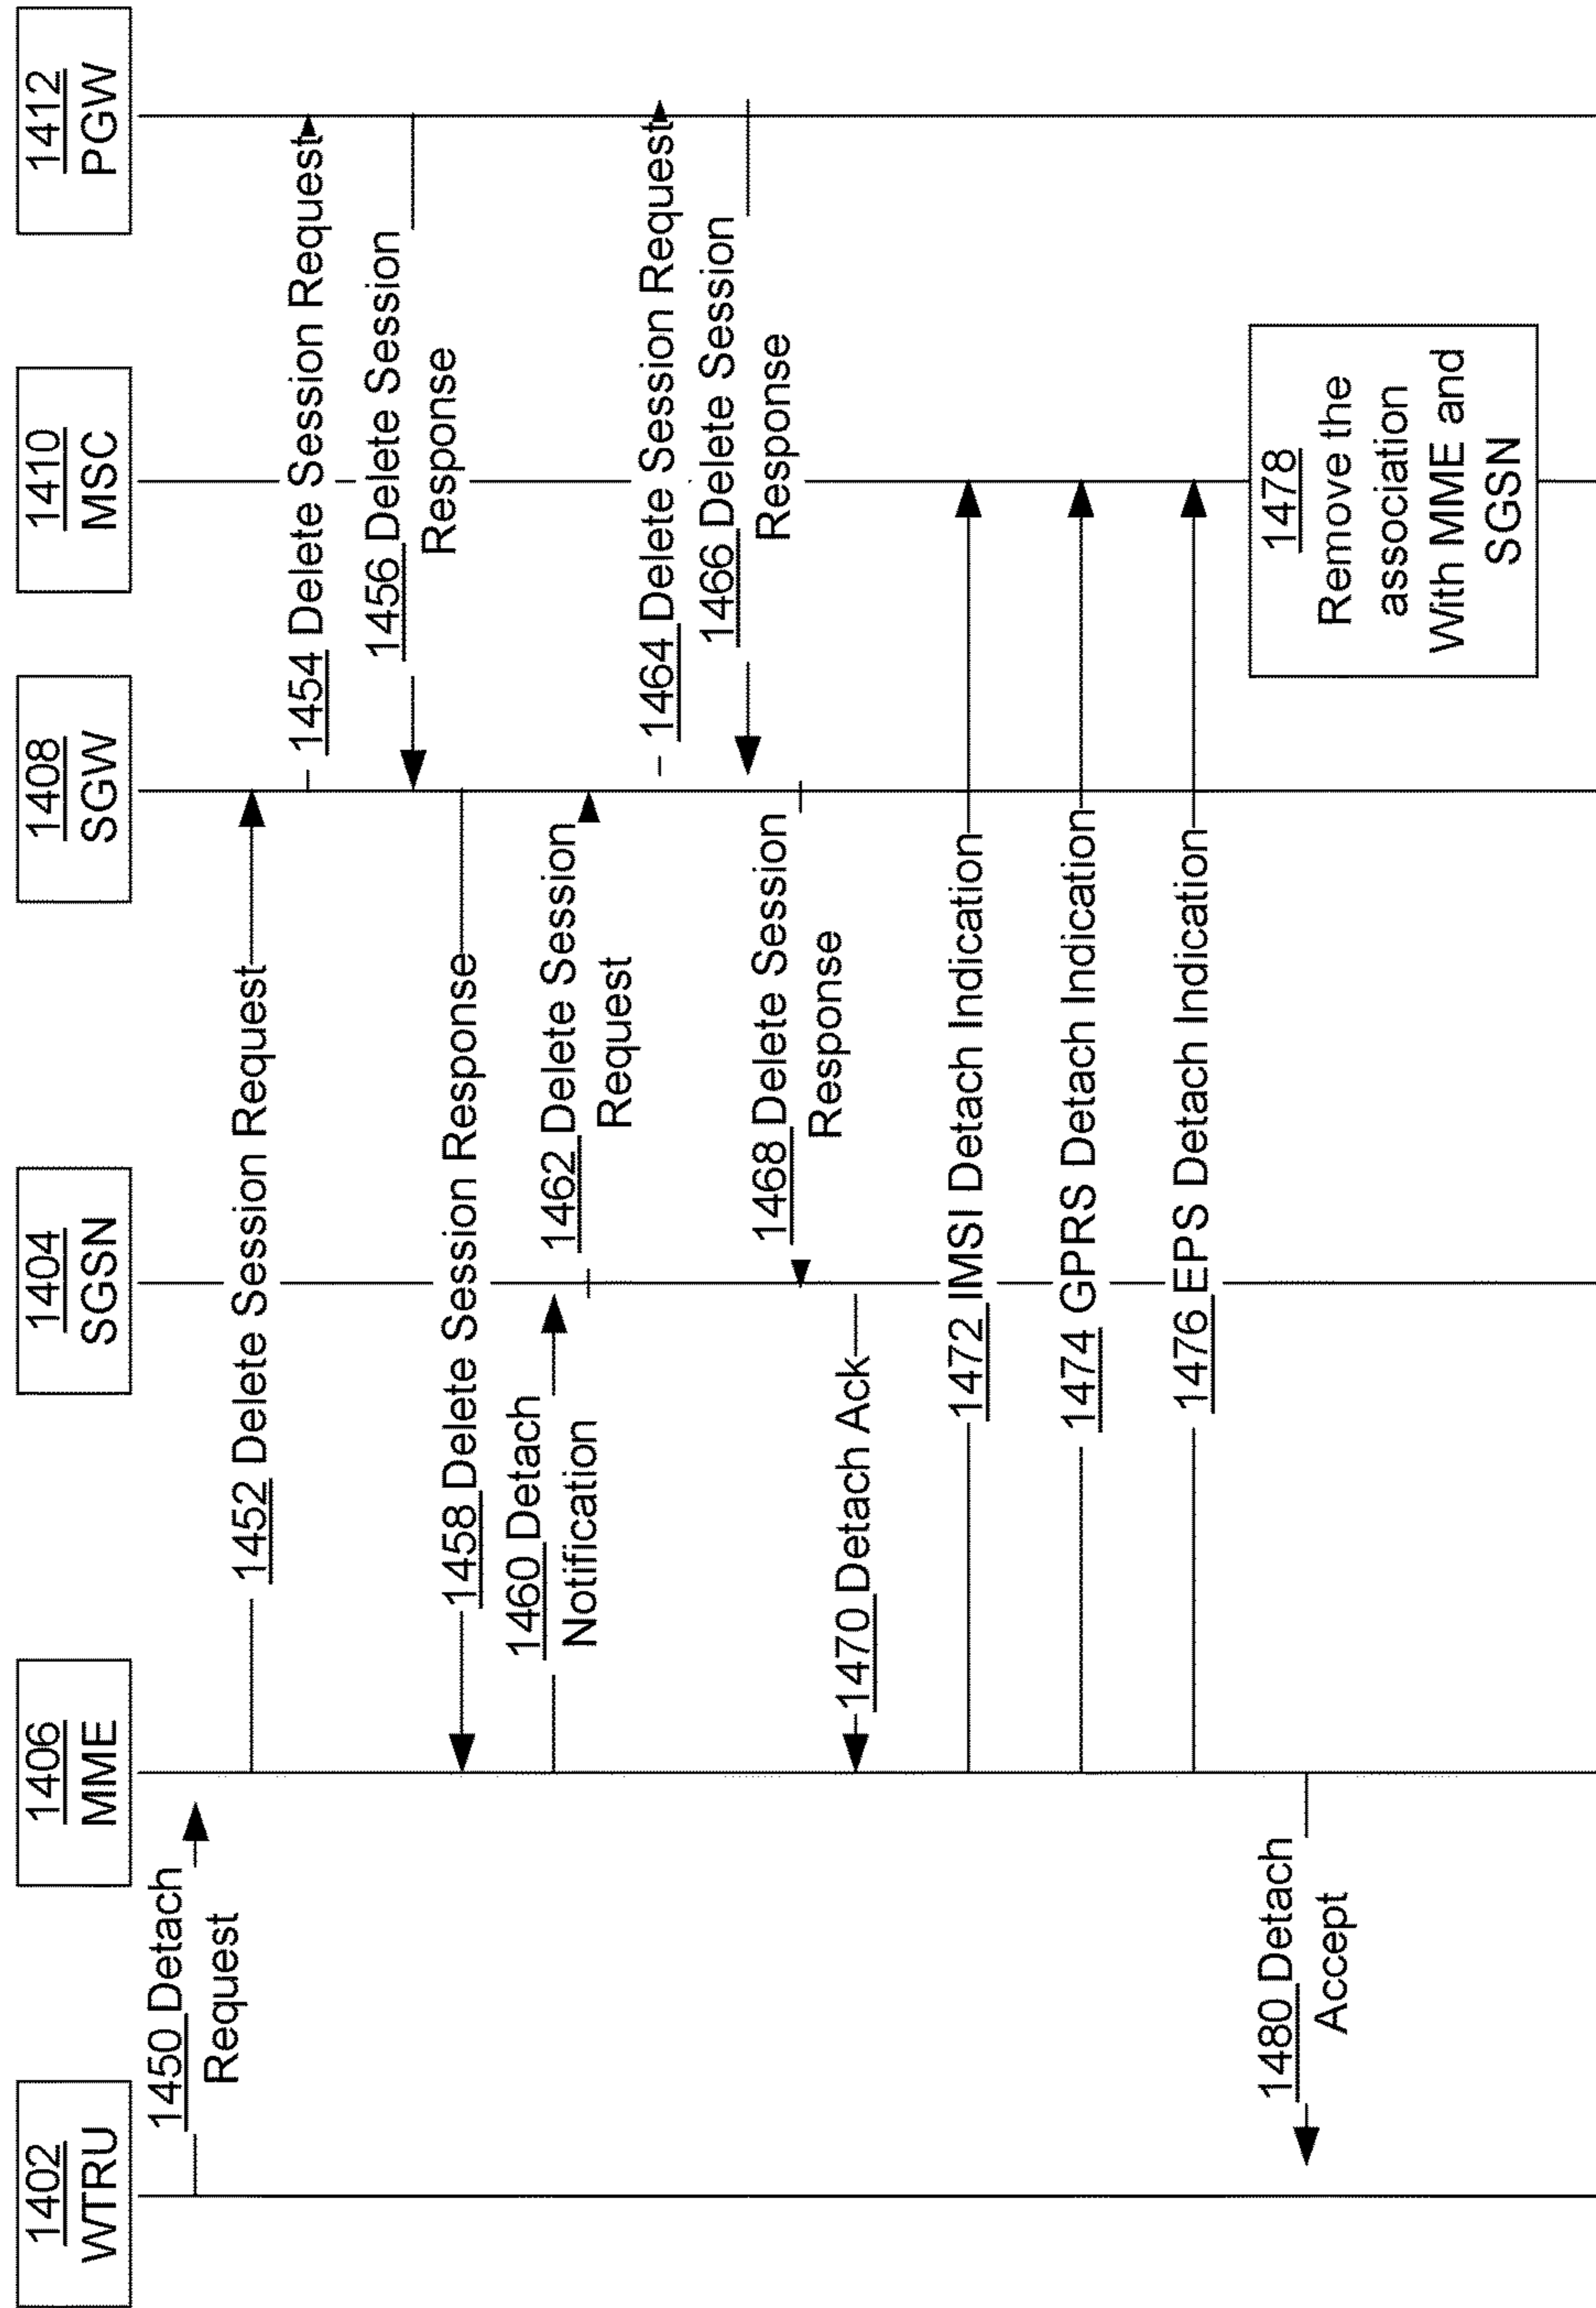 1402
WTRU
1406
MME
1404
SGSN
1408
SGW
1410
MSC
1412
PGW
1450 Detach
Request
1452 Delete Session Request
1454 Delete Session Request
1456 Delete Session
Response
1458 Delete Session Response
1460 Detach
Notification
1462 Delete Session
Request
1464 Delete Session Request
1466 Delete Session
Response
1468 Delete Session
Response
1470 Detach Ack
1472 IMSI Detach Indication
1474 GPRS Detach Indication
1476 EPS Detach Indication
1478
Remove the
association
With MME and
SGSN
1480 Detach
Accept